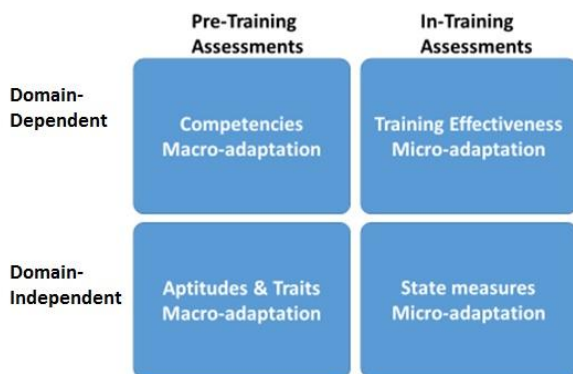 Pre-Training
Assessments
In-Training
Assessments
Domain-
Dependent
Competencies
Macro-adaptation
Training Effectiveness
Micro-adaptation
Domain-
Independent
Aptitudes & Traits
Macro-adaptation
State measures
Micro-adaptation